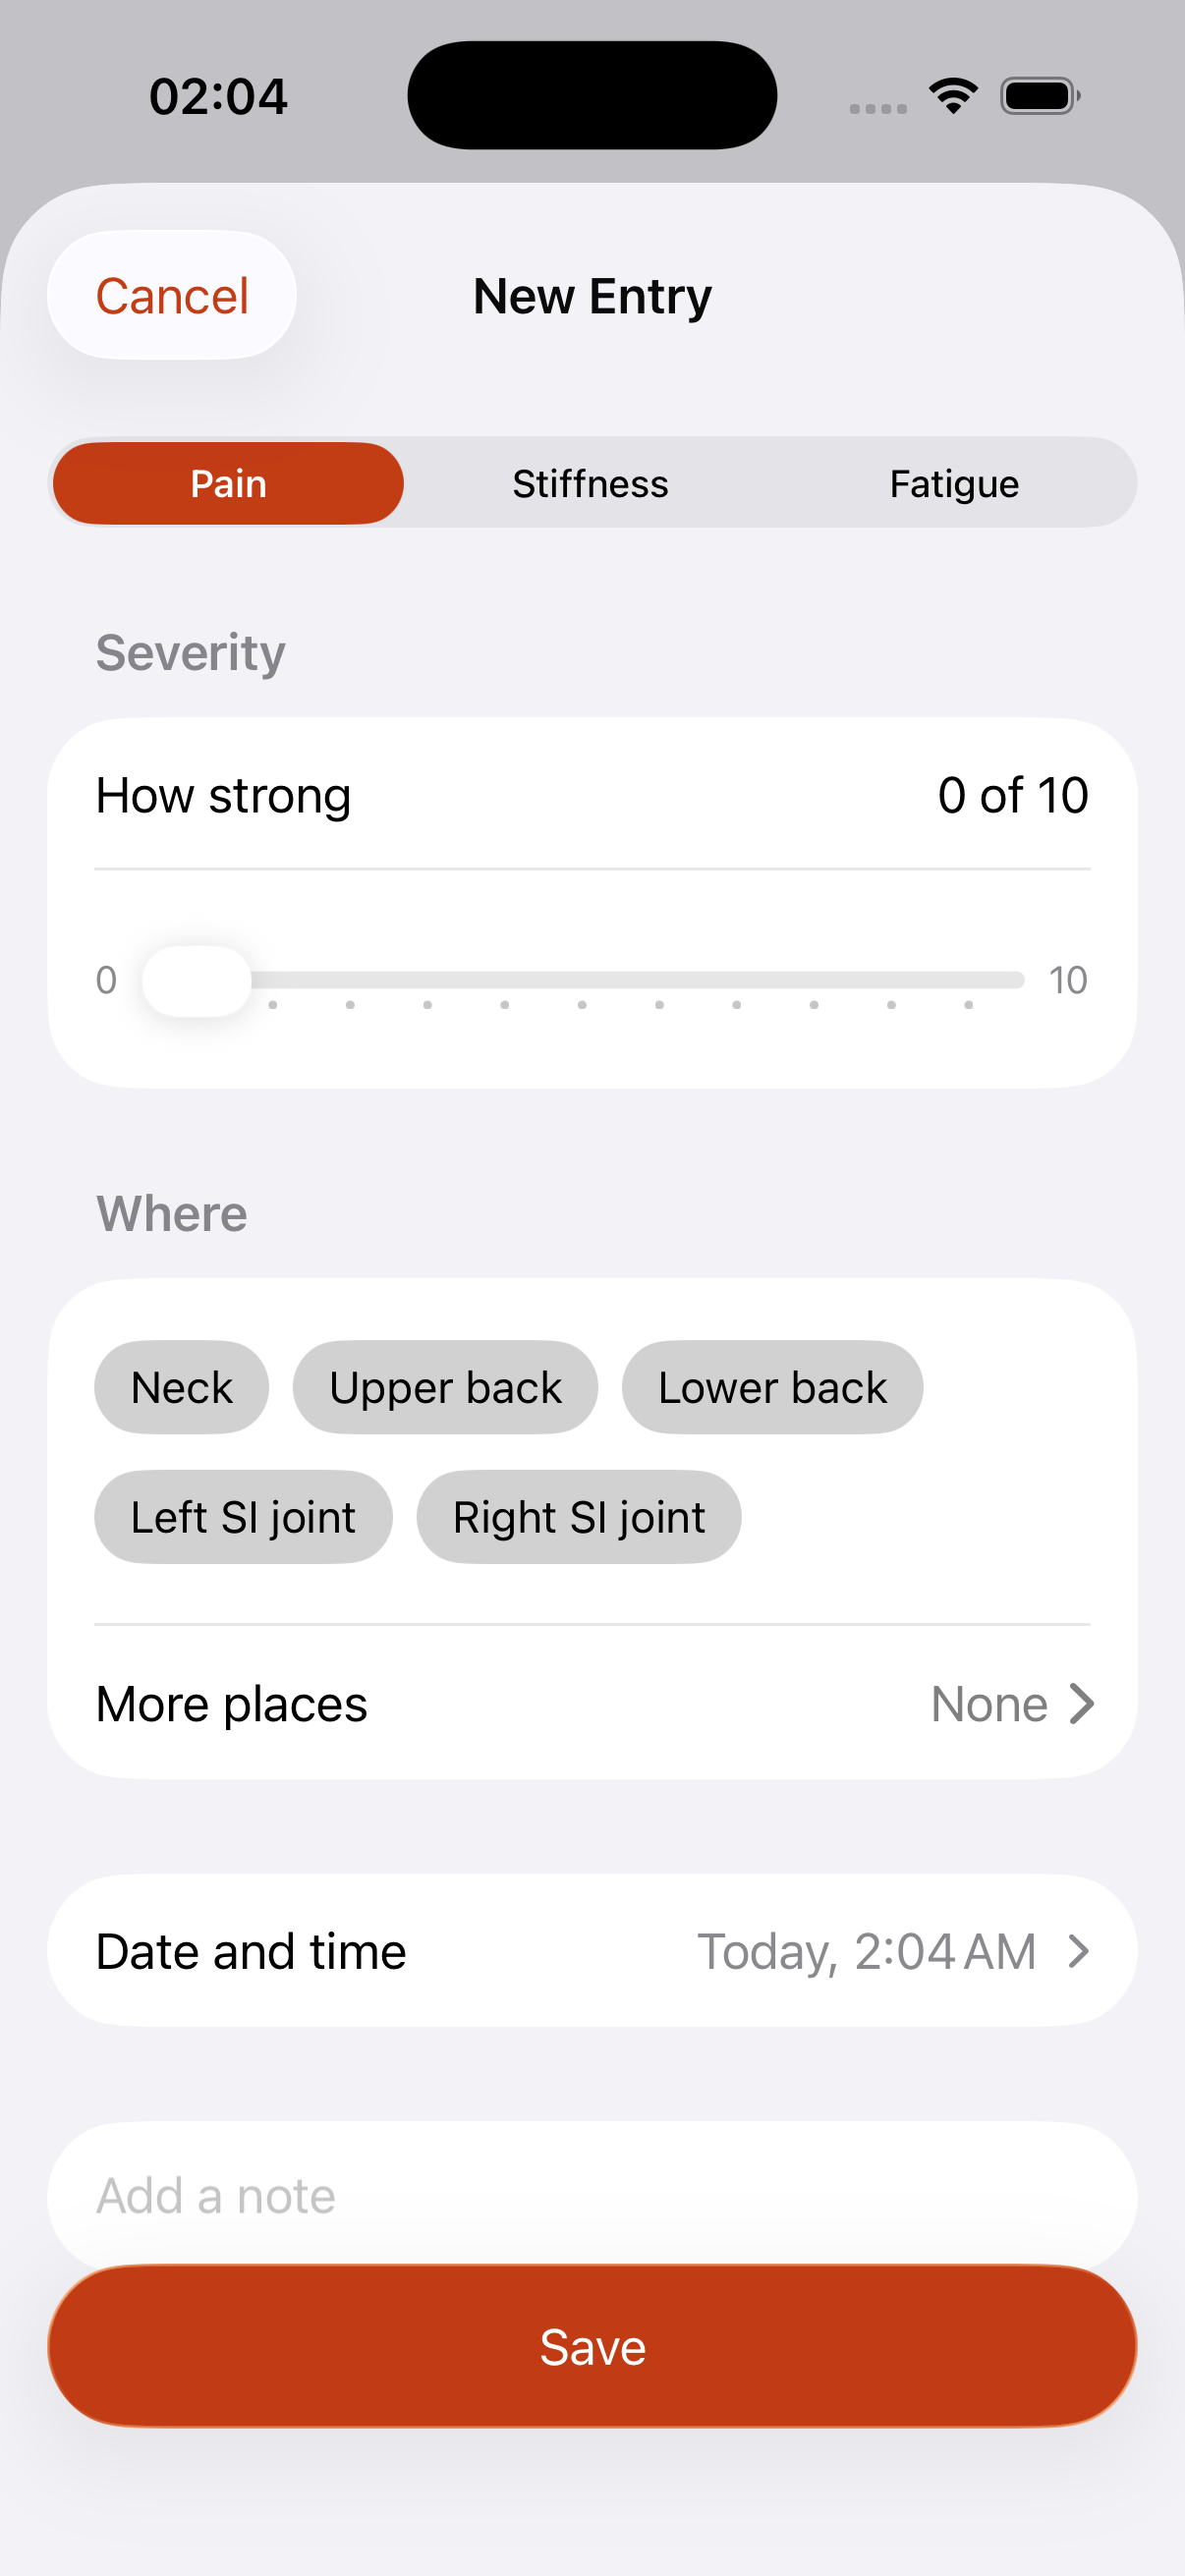 02:04
Cancel
New Entry
Pain
Stiffness
Fatigue
Severity
How strong
0 of 10
0
10
Where
Neck
Upper back
Lower back
Left SI joint
Right SI joint
More places
None
Date and time
Today, 2:04 AM
Add a note
Save